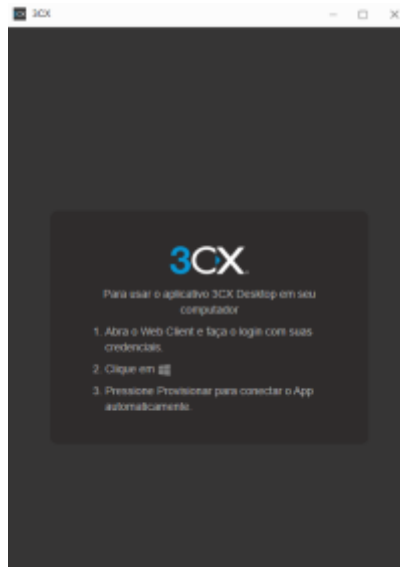 3CX
3CX
Para usar o aplicativo 3CX Desktop em seu
computador
1. Abra o Web Client e faça o login com suas
credenciais.
2. Clique em
3. Pressione Provisionar para conectar o App
automaticamente.